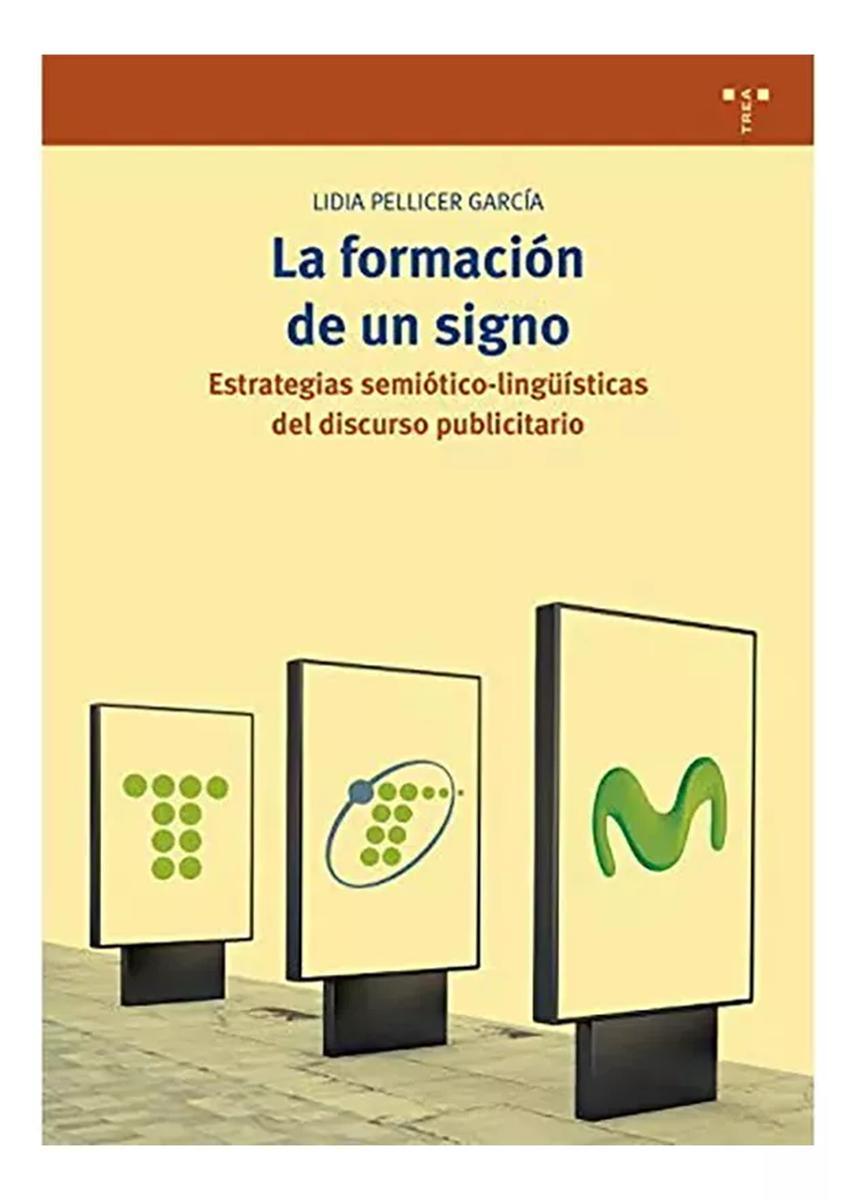 TREA
LIDIA PELLICER GARCÍA
La formación
de un signo
Estrategias semiótico-lingüísticas
del discurso publicitario